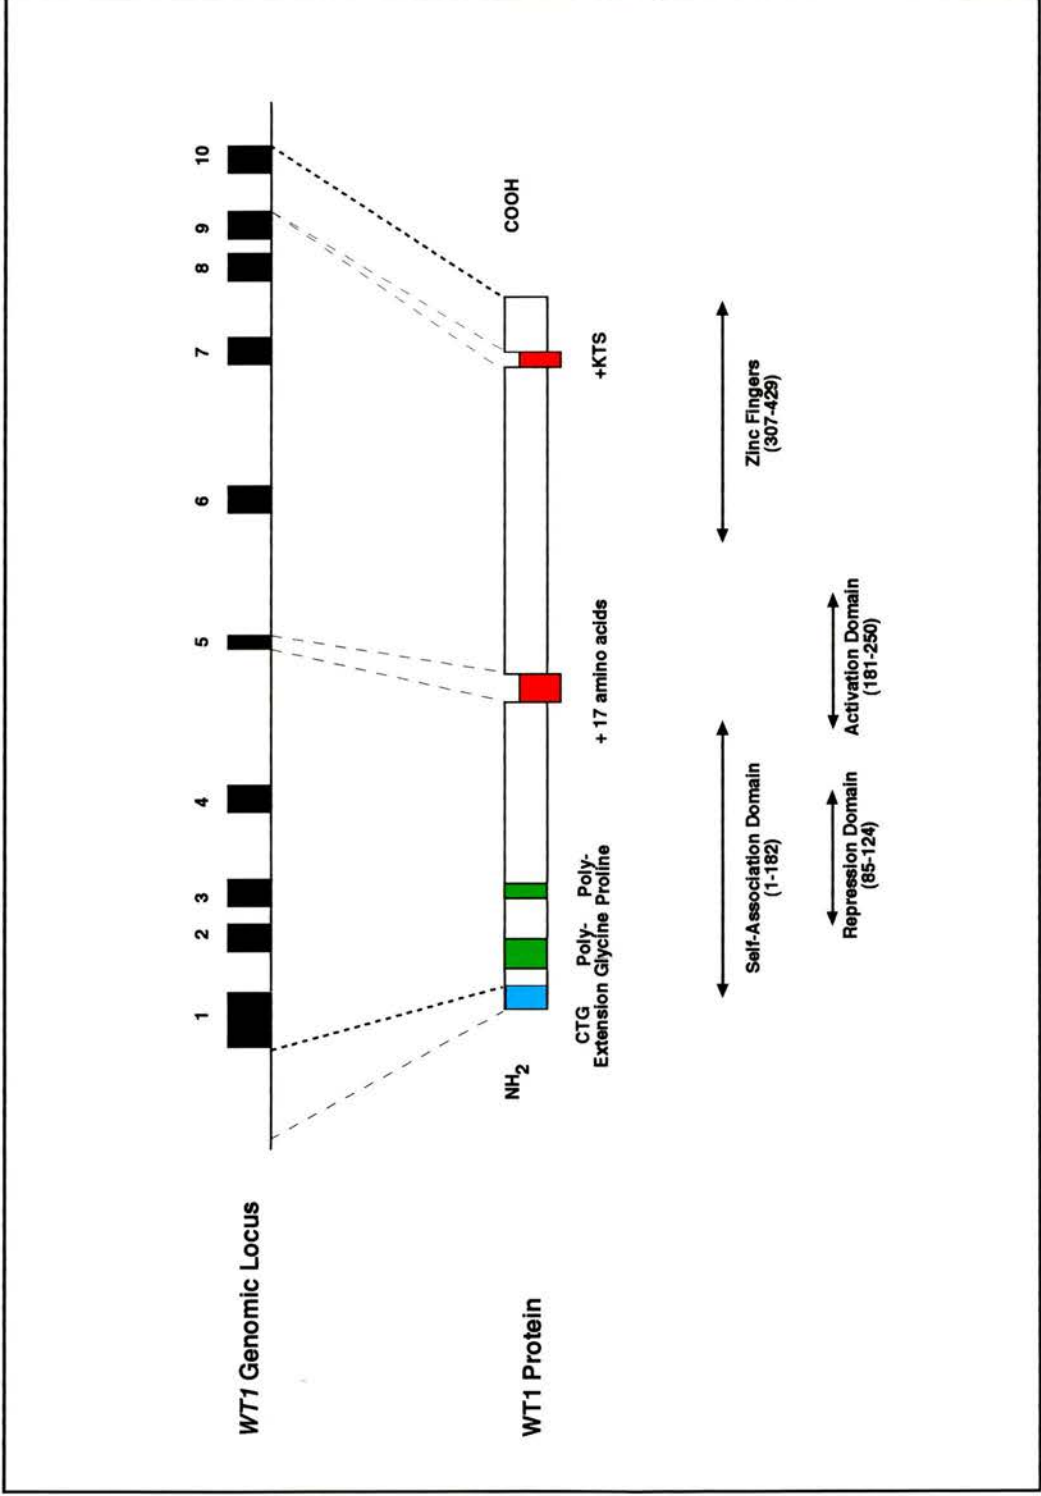 WT1 Genomic Locus
1 2 3 4 5 6 7 8 9 10
WT1 Protein
NH2
COOH
CTG Poly- Poly-
Extension Glycine Proline
+ 17 amino acids
+KTS
Self-Association Domain
(1-182)
Zinc Fingers
(307-429)
Repression Domain
(85-124)
Activation Domain
(181-250)